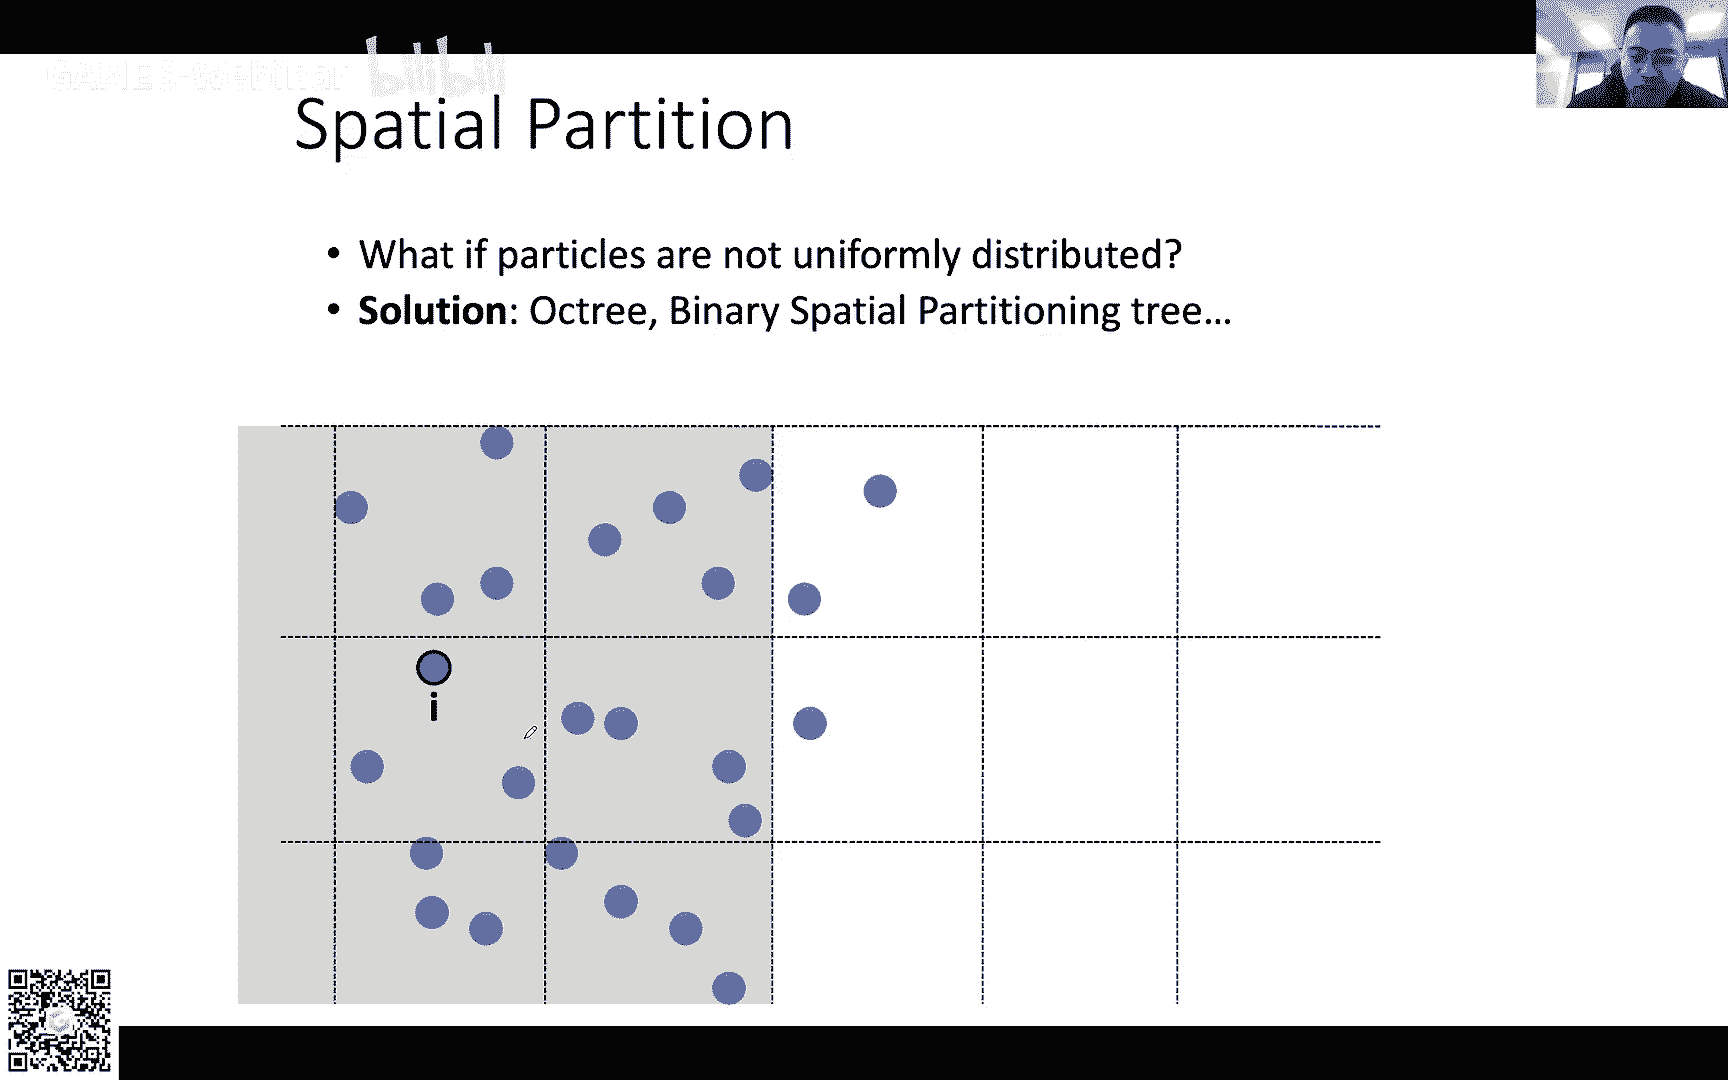 GAMES-Webinar bilibili
Spatial Partition
• What if particles are not uniformly distributed?
• Solution: Octree, Binary Spatial Partitioning tree...
i